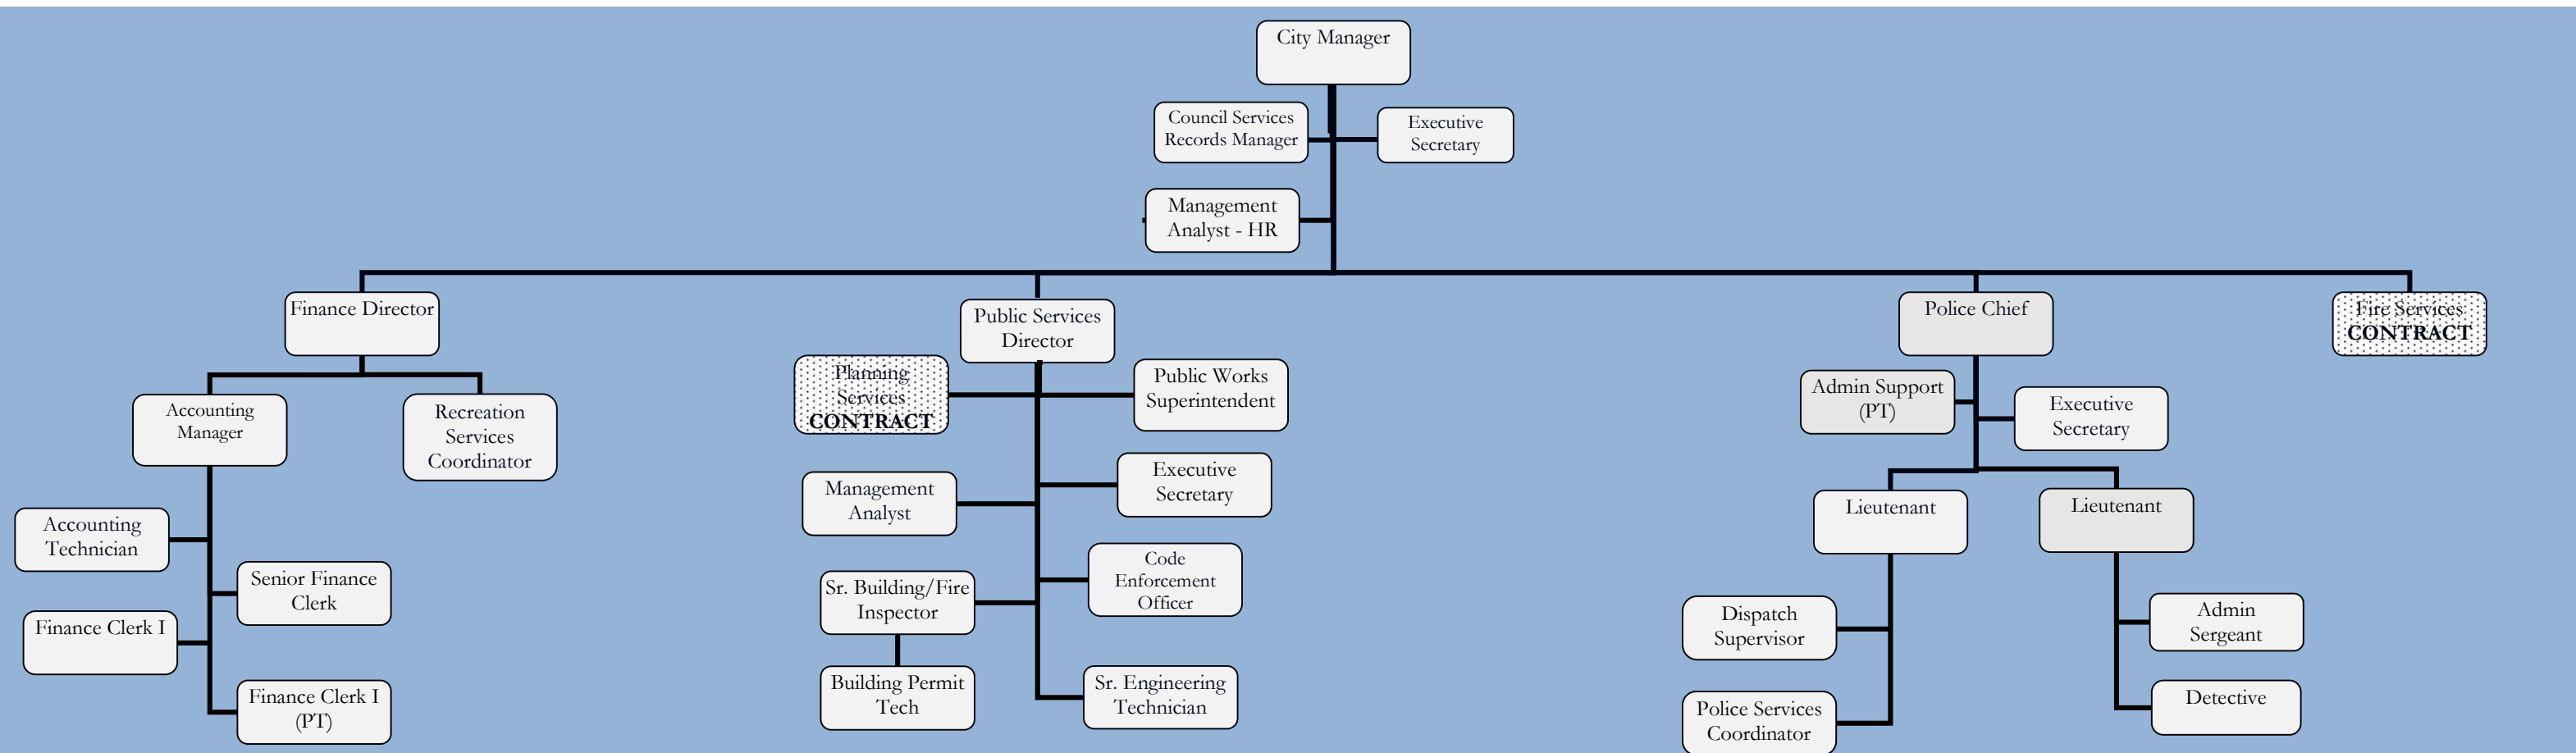 City Manager
Council Services
Records Manager
Executive
Secretary
Management
Analyst - HR
Finance Director
Public Services
Director
Police Chief
Fire Services
CONTRACT
Planning
Services
CONTRACT
Public Works
Superintendent
Admin Support
(PT)
Executive
Secretary
Accounting
Manager
Recreation
Services
Coordinator
Management
Analyst
Executive
Secretary
Lieutenant
Lieutenant
Accounting
Technician
Senior Finance
Clerk
Sr. Building/Fire
Inspector
Code
Enforcement
Officer
Dispatch
Supervisor
Admin
Sergeant
Finance Clerk I
Finance Clerk I
(PT)
Building Permit
Tech
Sr. Engineering
Technician
Police Services
Coordinator
Detective